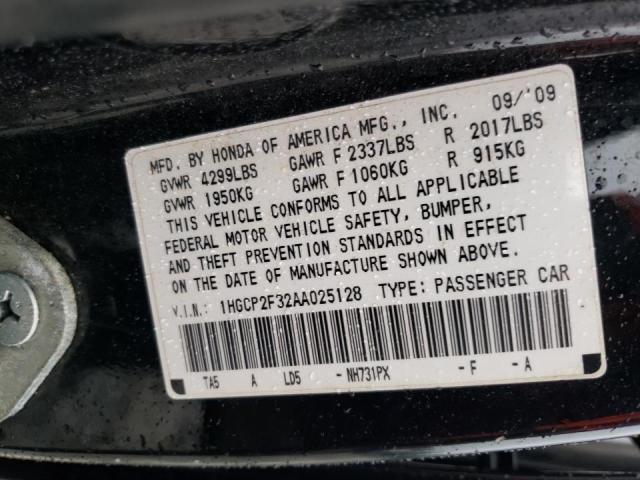 MFD. BY HONDA OF AMERICA MFG., INC. 09/'09
GVWR 4299LBS GAWR F 2337LBS R 2017LBS
GVWR 1950KG GAWR F 1060KG R 915KG
THIS VEHICLE CONFORMS TO ALL APPLICABLE
FEDERAL MOTOR VEHICLE SAFETY, BUMPER,
AND THEFT PREVENTION STANDARDS IN EFFECT
ON THE DATE OF MANUFACTURE SHOWN ABOVE.
V.I.N.: 1HGCP2F32AA025128 TYPE: PASSENGER CAR
TA5 A LD5 - NH731PX - F - A